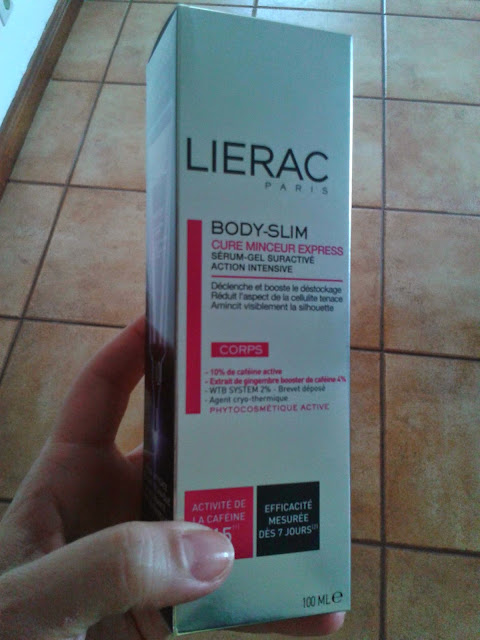 LIERAC
PARIS
BODY-SLIM
CURE MINCEUR EXPRESS
SÉRUM-GEL SURACTIVÉ
ACTION INTENSIVE
Déclenche et booste le déstockage
Réduit l'aspect de la cellulite tenace
Amincit visiblement la silhouette
CORPS
- 10% de caféine active
- Extrait de gingembre booster de caféine 4%
- WTB SYSTEM 2% - Brevet déposé
- Agent cryo-thermique
PHYTOCOSMÉTIQUE ACTIVE
ACTIVITÉ DE
LA CAFÉINE
EFFICACITÉ
MESURÉE
DÈS 7 JOURS
100 ML e